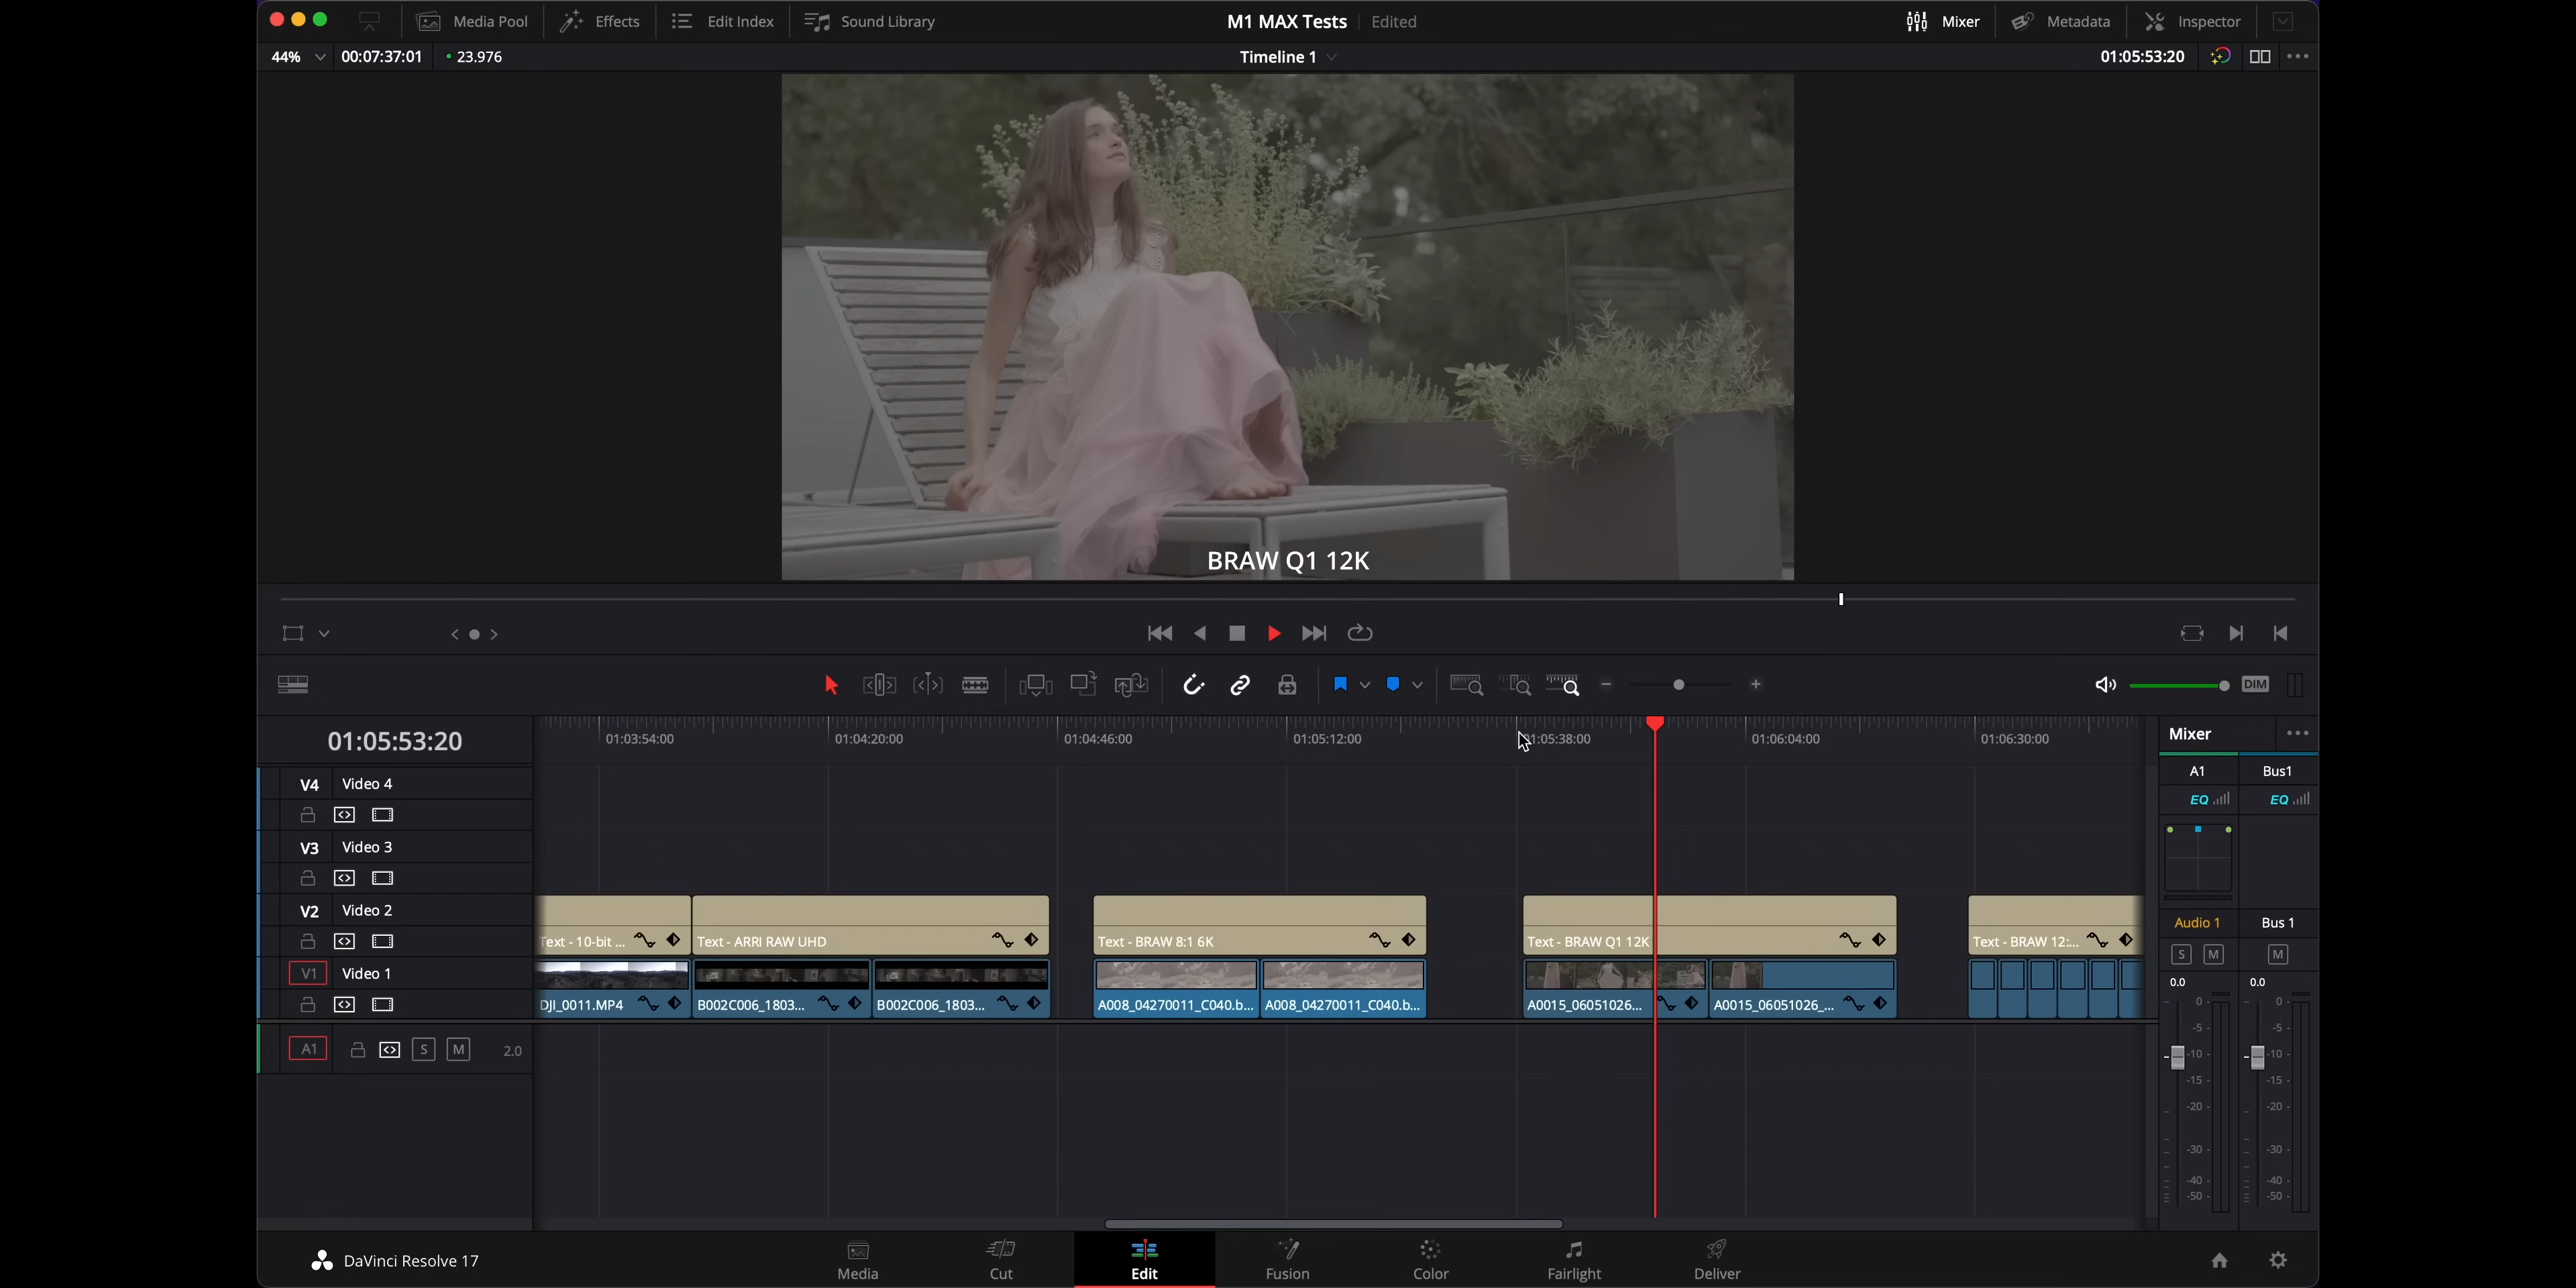 Media Pool
Effects
Edit Index
Sound Library
M1 MAX Tests
Edited
Mixer
Metadata
Inspector
44%
00:07:37:01
23.976
Timeline 1
01:05:53:20
BRAW Q1 12K
DIM
01:05:53:20
01:03:54:00
01:04:20:00
01:04:46:00
01:05:12:00
01:05:38:00
01:06:04:00
01:06:30:00
Mixer
A1
Bus1
EQ
EQ
V4 Video 4
V3 Video 3
V2 Video 2
Text - 10-bit ...
Text - ARRI RAW UHD
Text - BRAW 8:1 6K
Text - BRAW Q1 12K
Text - BRAW 12:...
Audio 1
Bus 1
S M
M
V1 Video 1
DJI_0011.MP4
B002C006_1803...
B002C006_1803...
A008_04270011_C040.b...
A008_04270011_C040.b...
A0015_06051026...
A0015_06051026_...
0.0
0.0
A1
S
M
2.0
0
-5
-10
-15
-20
-30
-40
-50
0
-5
-10
-15
-20
-30
-40
-50
DaVinci Resolve 17
Media
Cut
Edit
Fusion
Color
Fairlight
Deliver